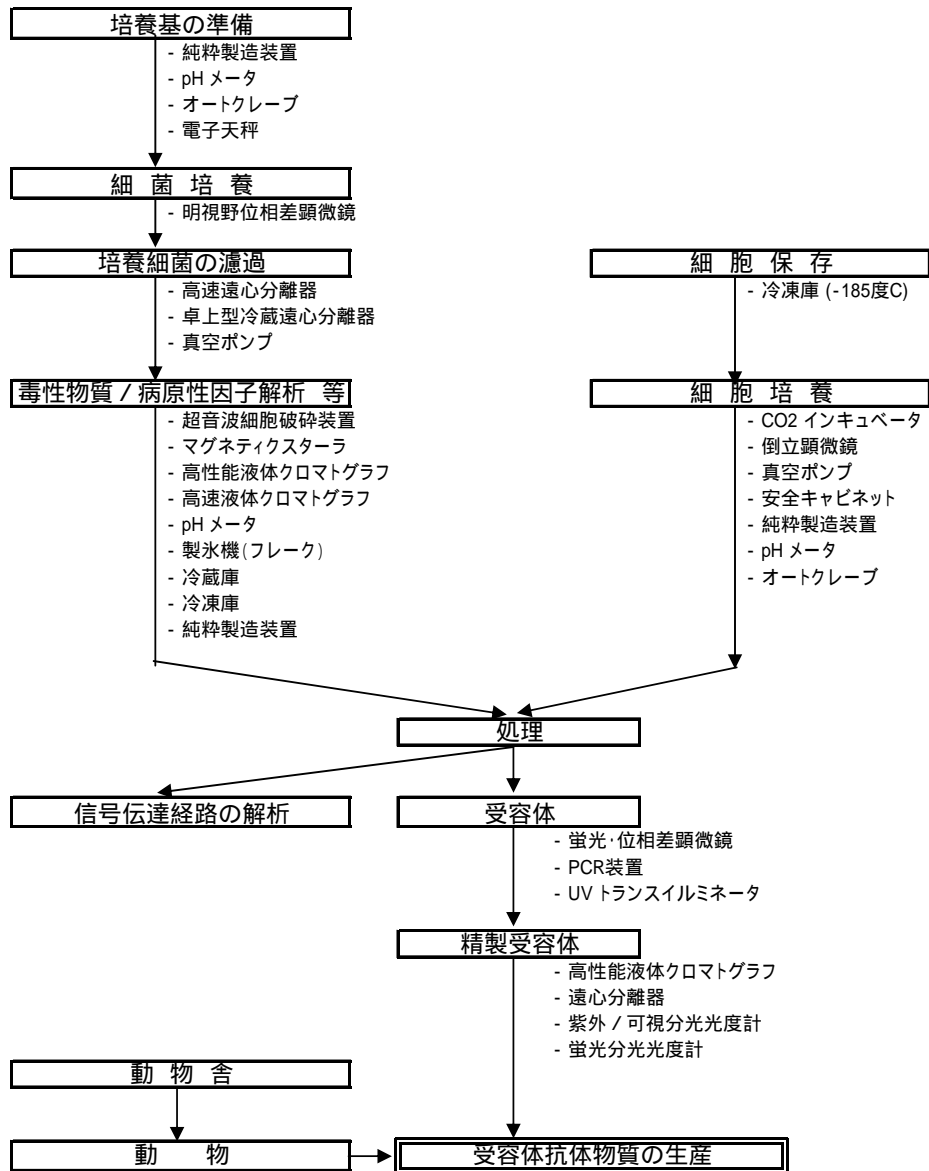 培養基の準備
- 純粋製造装置
- pH メータ
- オートクレーブ
- 電子天秤
細 菌 培 養
- 明視野位相差顕微鏡
培養細菌の濾過
- 高速遠心分離器
- 卓上型冷蔵遠心分離器
- 真空ポンプ
毒性物質 / 病原性因子解析 等
- 超音波細胞破砕装置
- マグネティクスターラ
- 高性能液体クロマトグラフ
- 高速液体クロマトグラフ
- pH メータ
- 製氷機(フレーク)
- 冷蔵庫
- 冷凍庫
- 純粋製造装置
細 胞 保 存
- 冷凍庫 (-185度C)
細 胞 培 養
- CO2 インキュベータ
- 倒立顕微鏡
- 真空ポンプ
- 安全キャビネット
- 純粋製造装置
- pH メータ
- オートクレーブ
処理
信号伝達経路の解析
受容体
- 蛍光・位相差顕微鏡
- PCR装置
- UV トランスイルミネータ
精製受容体
- 高性能液体クロマトグラフ
- 遠心分離器
- 紫外 / 可視分光光度計
- 蛍光分光光度計
動 物 舎
動 物
受容体抗体物質の生産